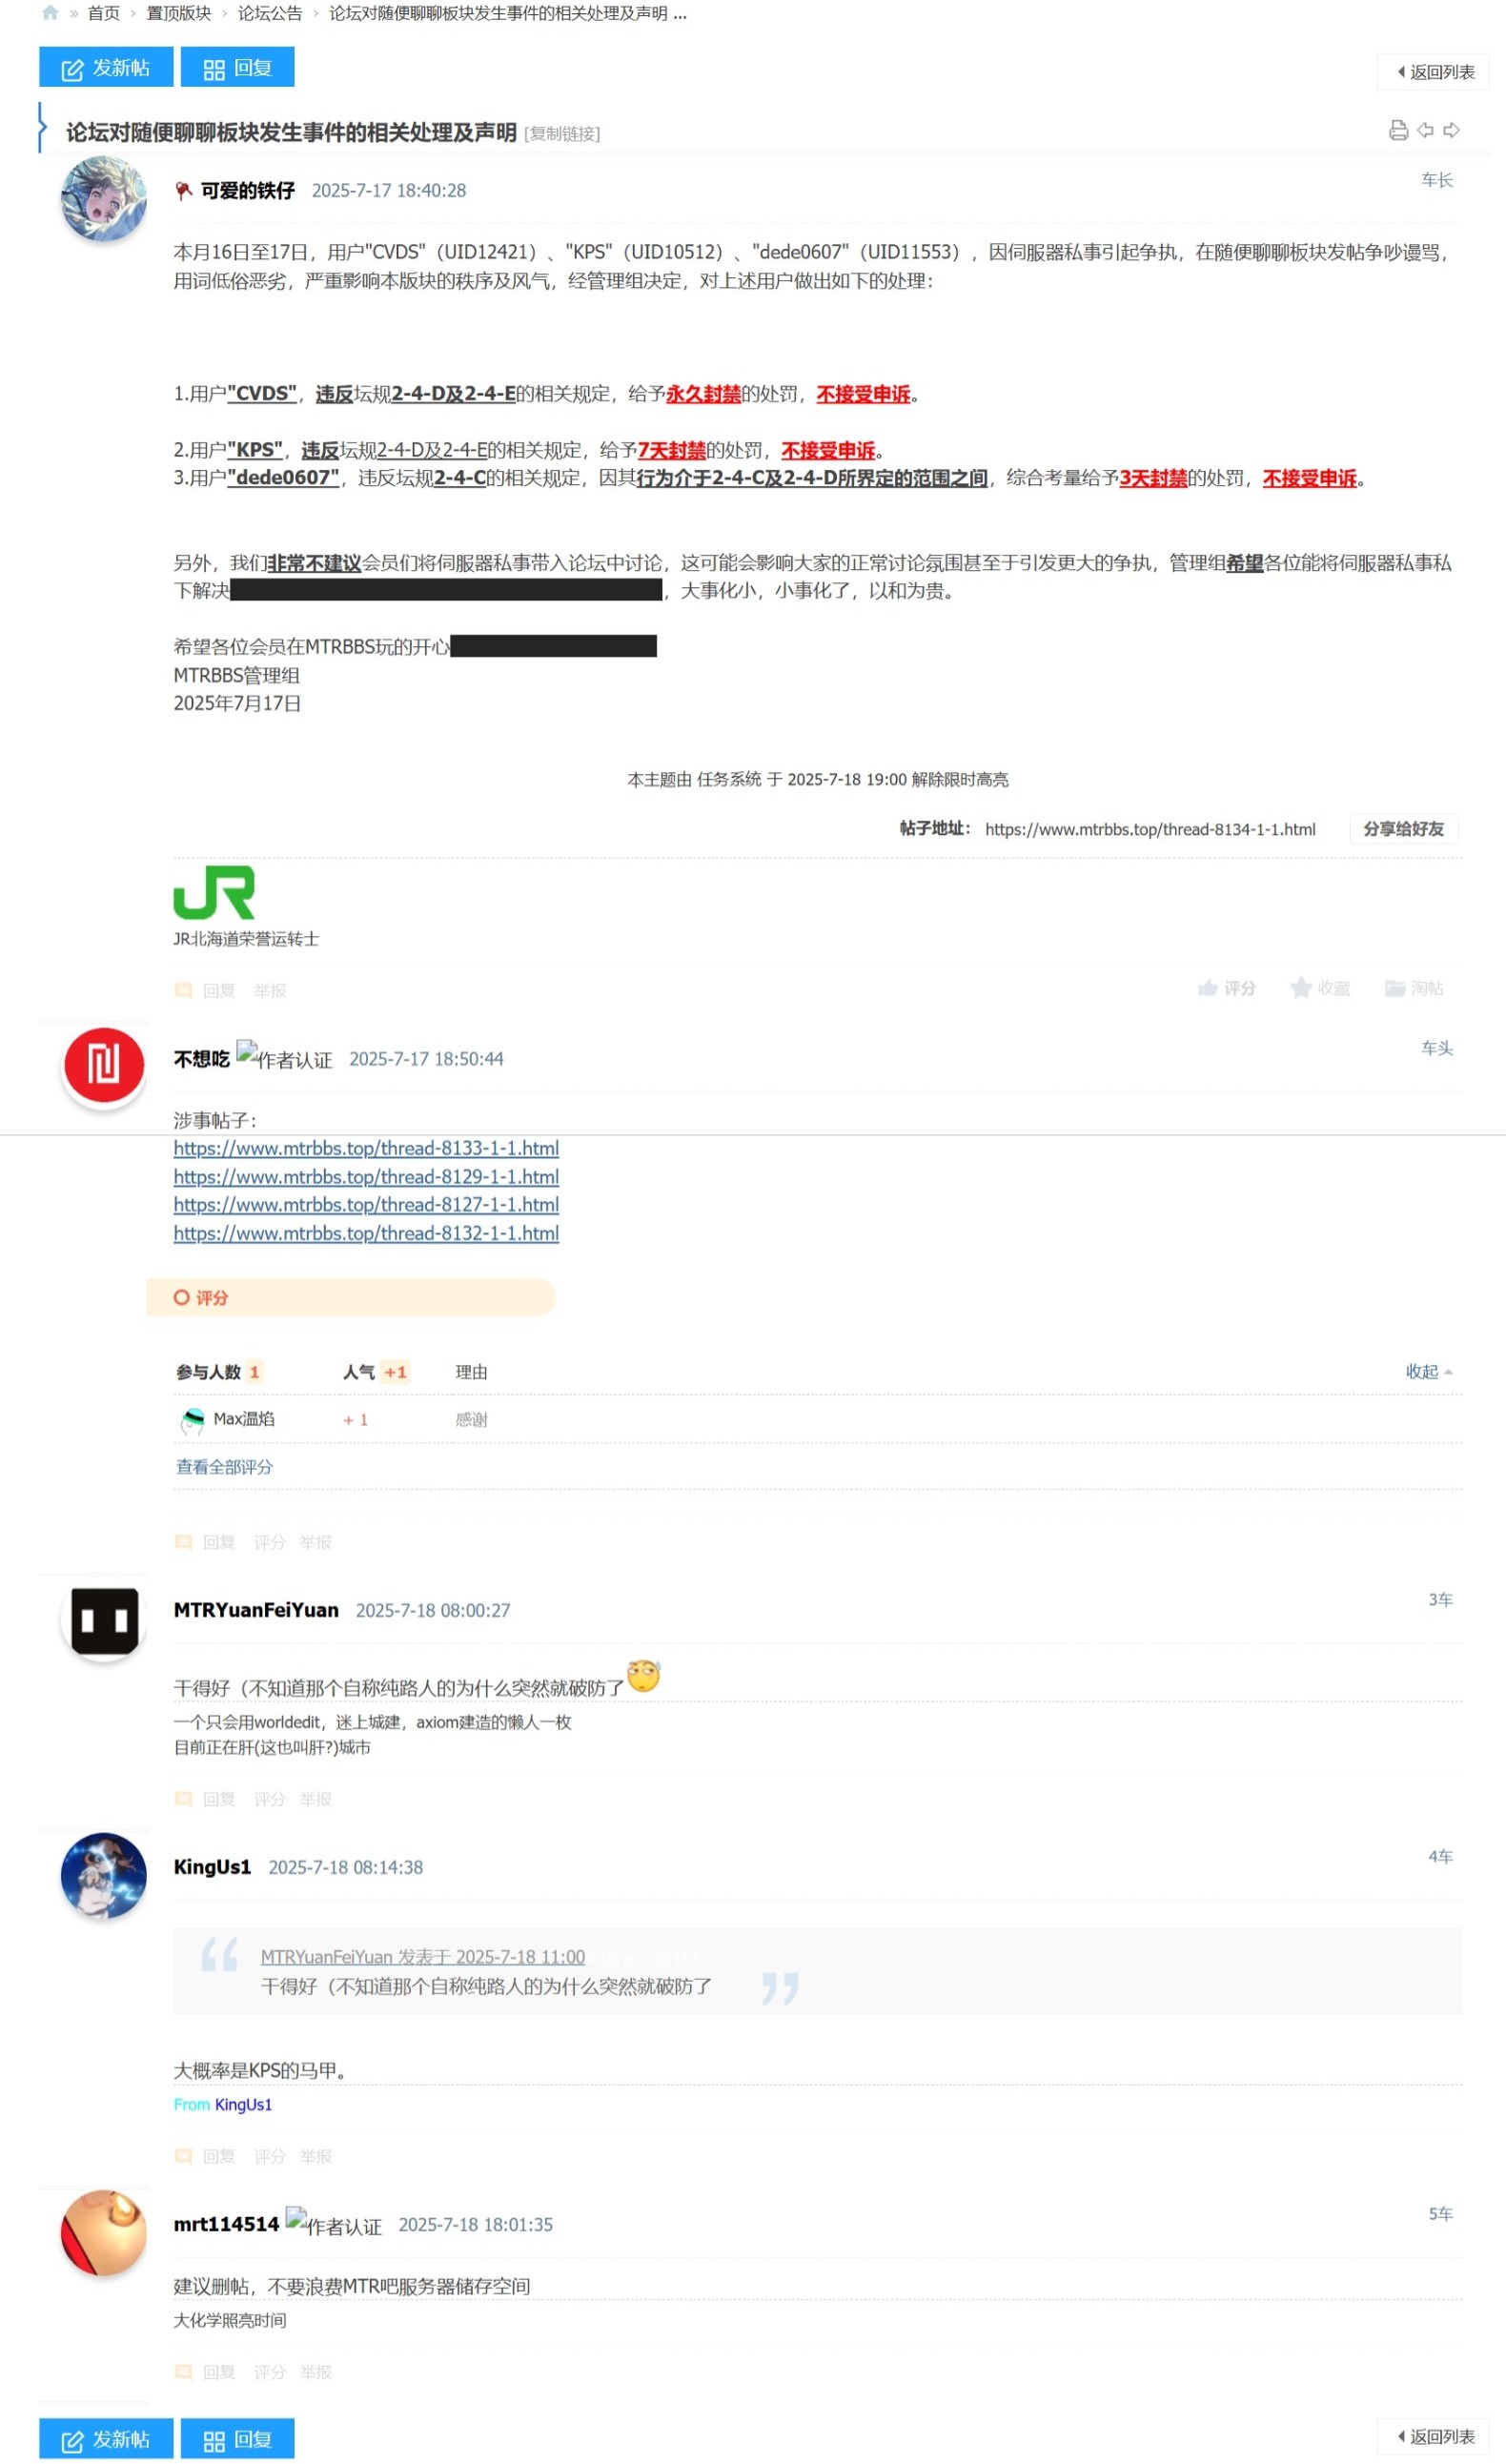 » 首页 › 置顶版块 › 论坛公告 › 论坛对随便聊聊板块发生事件的相关处理及声明 ...
发新帖 回复
返回列表
论坛对随便聊聊板块发生事件的相关处理及声明 [复制链接]
可爱的铁仔 2025-7-17 18:40:28
车长
本月16日至17日，用户"CVDS"（UID12421）、"KPS"（UID10512）、"dede0607"（UID11553），因伺服器私事引起争执，在随便聊聊板块发帖争吵谩骂，
用词低俗恶劣，严重影响本版块的秩序及风气，经管理组决定，对上述用户做出如下的处理：
1.用户"CVDS"，违反坛规2-4-D及2-4-E的相关规定，给予永久封禁的处罚，不接受申诉。
2.用户"KPS"，违反坛规2-4-D及2-4-E的相关规定，给予7天封禁的处罚，不接受申诉。
3.用户"dede0607"，违反坛规2-4-C的相关规定，因其行为介于2-4-C及2-4-D所界定的范围之间，综合考量给予3天封禁的处罚，不接受申诉。
另外，我们非常不建议会员们将伺服器私事带入论坛中讨论，这可能会影响大家的正常讨论氛围甚至于引发更大的争执，管理组希望各位能将伺服器私事私
下解决，大事化小，小事化了，以和为贵。
希望各位会员在MTRBBS玩的开心
MTRBBS管理组
2025年7月17日
本主题由 任务系统 于 2025-7-18 19:00 解除限时高亮
帖子地址： https://www.mtrbbs.top/thread-8134-1-1.html 分享给好友
JR
JR北海道荣誉运转士
回复 举报
评分 收藏 淘帖
不想吃 作者认证 2025-7-17 18:50:44
车头
涉事帖子：
https://www.mtrbbs.top/thread-8133-1-1.html
https://www.mtrbbs.top/thread-8129-1-1.html
https://www.mtrbbs.top/thread-8127-1-1.html
https://www.mtrbbs.top/thread-8132-1-1.html
评分
参与人数 1 人气 +1 理由 收起
Max温焰 + 1 感谢
查看全部评分
回复 评分 举报
MTRYuanFeiYuan 2025-7-18 08:00:27
3车
干得好（不知道那个自称纯路人的为什么突然就破防了
一个只会用worldedit，迷上城建，axiom建造的懒人一枚
目前正在肝(这也叫肝?)城市
回复 评分 举报
KingUs1 2025-7-18 08:14:38
4车
MTRYuanFeiYuan 发表于 2025-7-18 11:00
干得好（不知道那个自称纯路人的为什么突然就破防了
大概率是KPS的马甲。
From KingUs1
回复 评分 举报
mrt114514 作者认证 2025-7-18 18:01:35
5车
建议删帖，不要浪费MTR吧服务器储存空间
大化学照亮时间
回复 评分 举报
发新帖 回复
返回列表